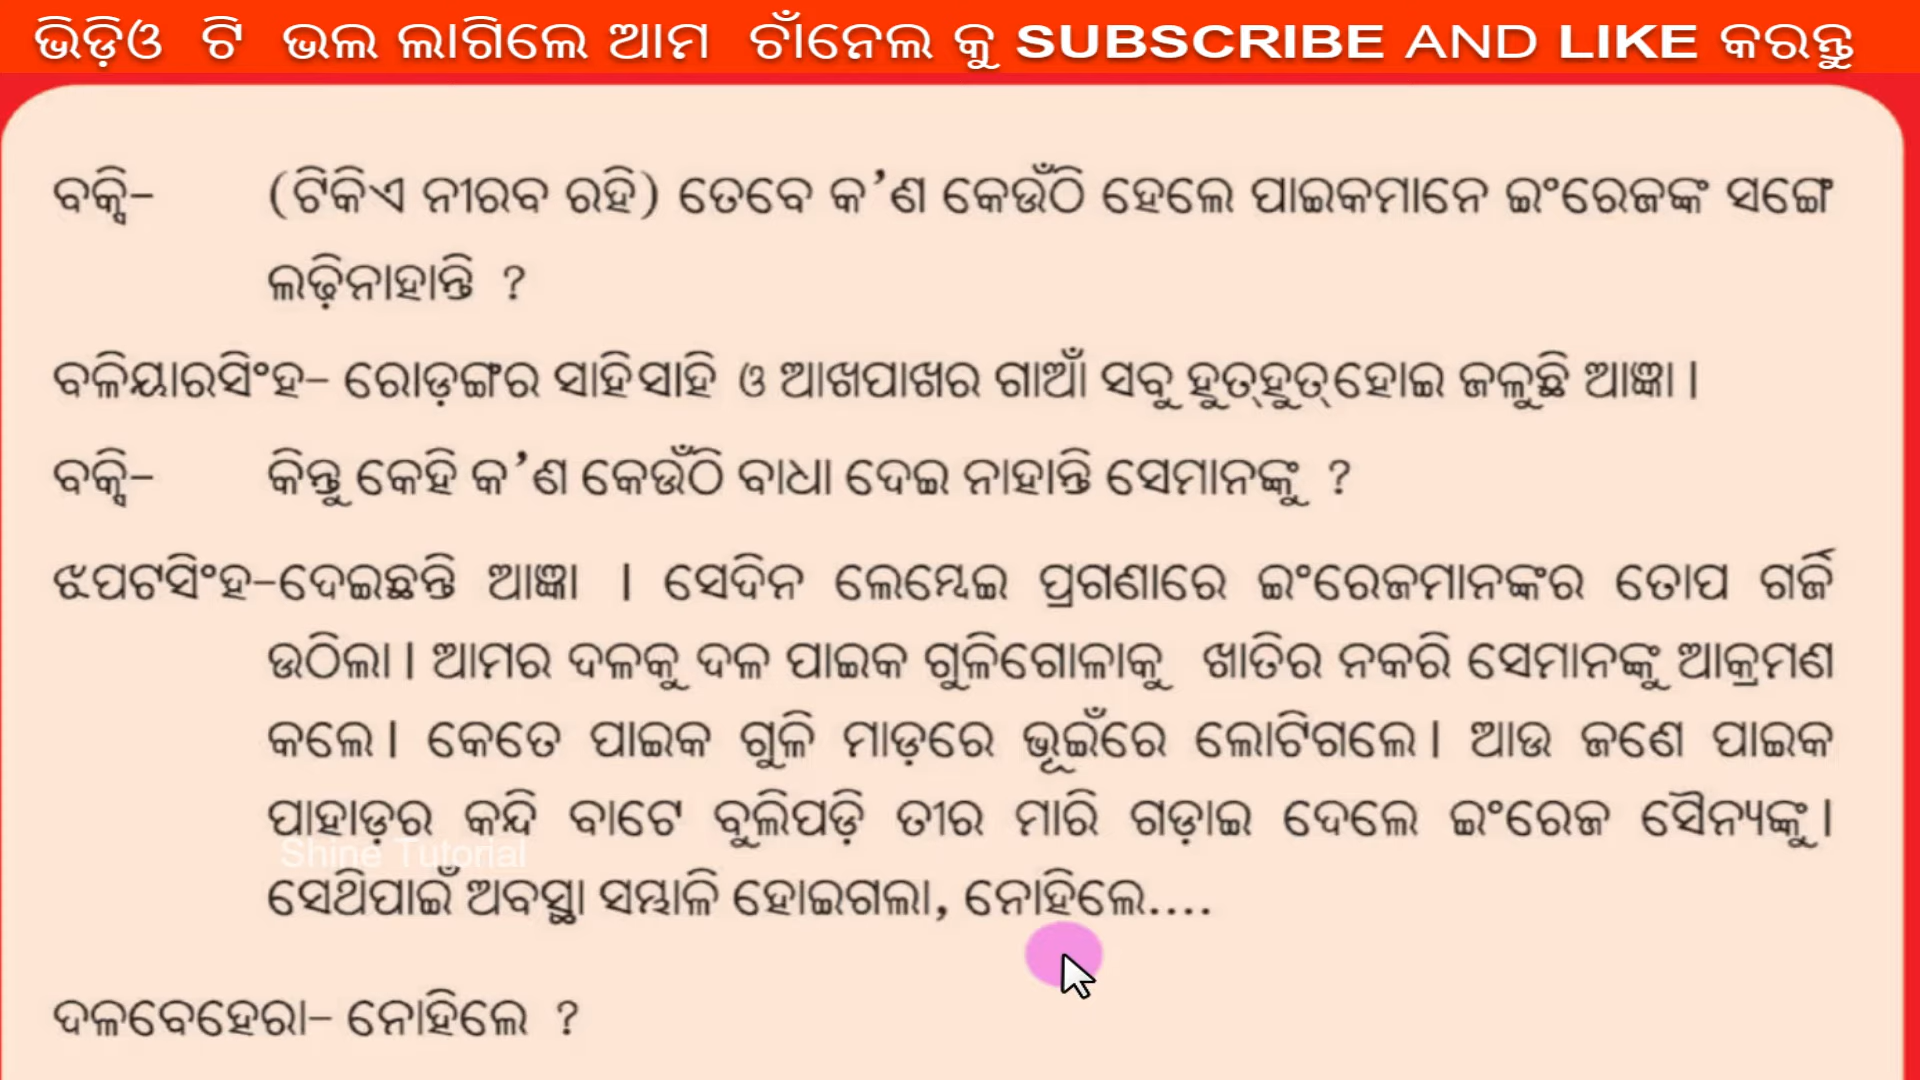 ଭିଡ଼ିଓ ଟି ଭଲ ଲାଗିଲେ ଆମ ଚାଁନେଲ କୁ SUBSCRIBE AND LIKE କରନ୍ତୁ
ବକ୍ସି- (ଟିକିଏ ନୀରବ ରହି) ତେବେ କ'ଣ କେଉଁଠି ହେଲେ ପାଇକମାନେ ଇଂରେଜଙ୍କ ସଙ୍ଗେ
ଲଢ଼ିନାହାନ୍ତି ?
ବଳିୟାରସିଂହ- ରୋଡ଼ଙ୍ଗର ସାହିସାହି ଓ ଆଖପାଖର ଗାଆଁ ସବୁ ହୁତ୍‌ହୁତ୍‌ହୋଇ ଜଳୁଛି ଆଜ୍ଞା।
ବକ୍ସି- କିନ୍ତୁ କେହି କ'ଣ କେଉଁଠି ବାଧା ଦେଇ ନାହାନ୍ତି ସେମାନଙ୍କୁ ?
ଝପଟସିଂହ-ଦେଇଛନ୍ତି ଆଜ୍ଞା । ସେଦିନ ଲେମ୍ୱେଇ ପ୍ରଗଣାରେ ଇଂରେଜମାନଙ୍କର ତୋପ ଗର୍ଜି
ଉଠିଲା। ଆମର ଦଳକୁ ଦଳ ପାଇକ ଗୁଳିଗୋଳାକୁ ଖାତିର ନକରି ସେମାନଙ୍କୁ ଆକ୍ରମଣ
କଲେ। କେତେ ପାଇକ ଗୁଳି ମାଡ଼ରେ ଭୂଇଁରେ ଲୋଟିଗଲେ। ଆଉ ଜଣେ ପାଇକ
ପାହାଡ଼ର କନ୍ଦି ବାଟେ ବୁଲିପଡ଼ି ତୀର ମାରି ଗଡ଼ାଇ ଦେଲେ ଇଂରେଜ ସୈନ୍ୟଙ୍କୁ।
Shine Tutorial
ସେଥିପାଇଁ ଅବସ୍ଥା ସମ୍ଭାଳି ହୋଇଗଲା, ନୋହିଲେ....
ଦଳବେହେରା- ନୋହିଲେ ?